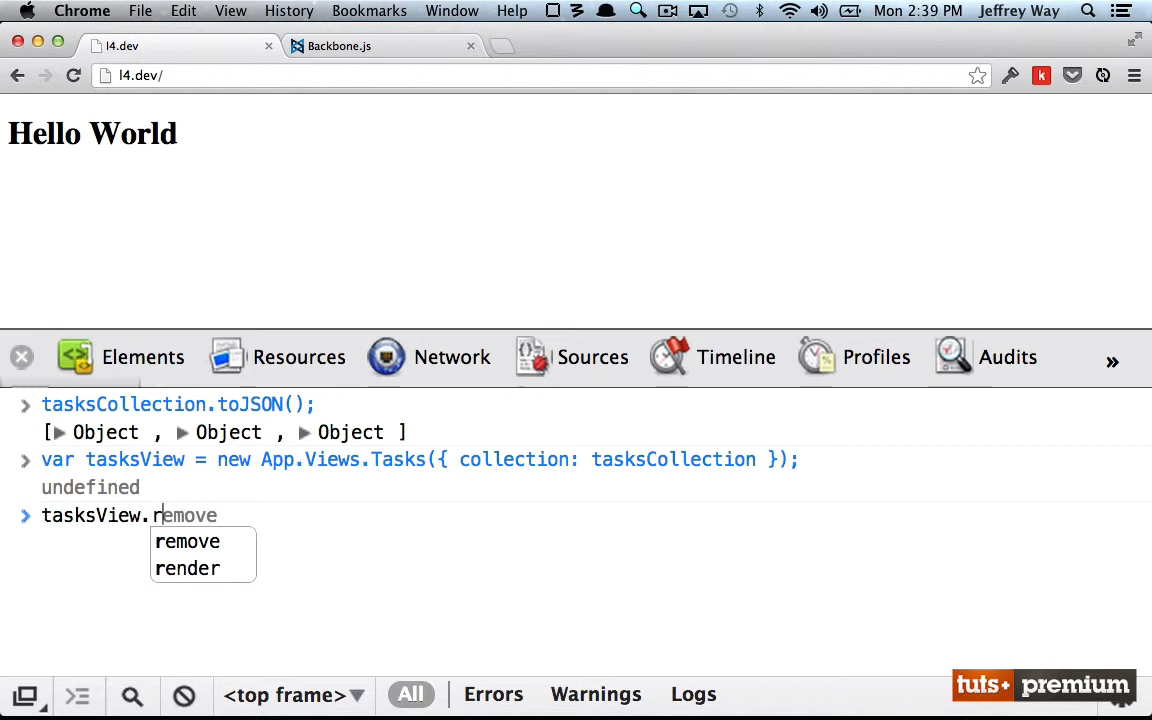 Chrome File Edit View History Bookmarks Window Help Mon 2:39 PM Jeffrey Way
l4.dev
Backbone.js
l4.dev/
k
Hello World
Elements Resources Network Sources Timeline Profiles Audits »
> tasksCollection.toJSON();
[▶ Object , ▶ Object , ▶ Object ]
> var tasksView = new App.Views.Tasks({ collection: tasksCollection });
undefined
> tasksView.remove
remove
render
<top frame> ▼ All Errors Warnings Logs
tuts+ premium